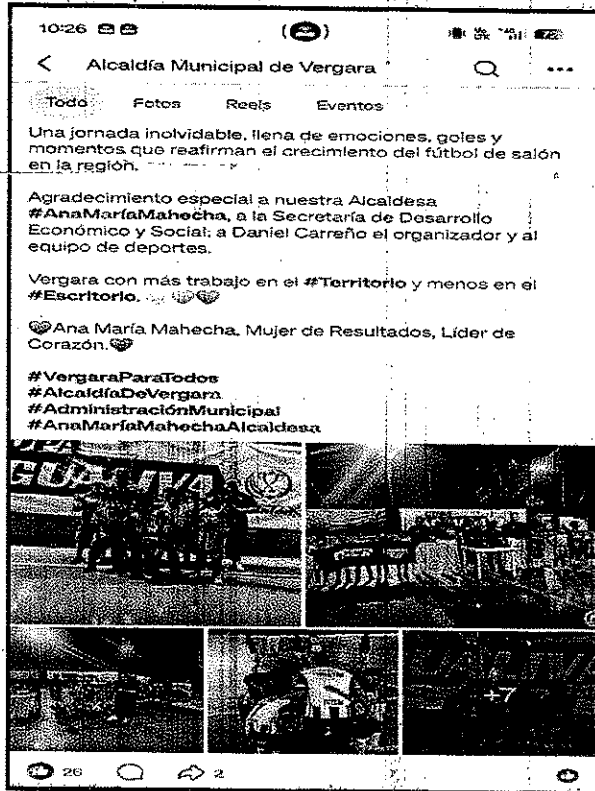 10:26
Alcaldía Municipal de Vergara
Todo Fotos Reels Eventos
Una jornada inolvidable, llena de emociones, goles y
momentos que reafirman el crecimiento del fútbol de salón
en la región.
Agradecimiento especial a nuestra Alcaldesa
#AnaMaríaMahecha, a la Secretaría de Desarrollo
Económico y Social; a Daniel Carreño el organizador y al
equipo de deportes.
Vergara con más trabajo en el #Territorio y menos en el
#Escritorio.
Ana María Mahecha, Mujer de Resultados, Líder de
Corazón.
#VergaraParaTodos
#AlcaldíaDeVergara
#AdministraciónMunicipal
#AnaMaríaMahechaAlcaldesa
+7
26 2